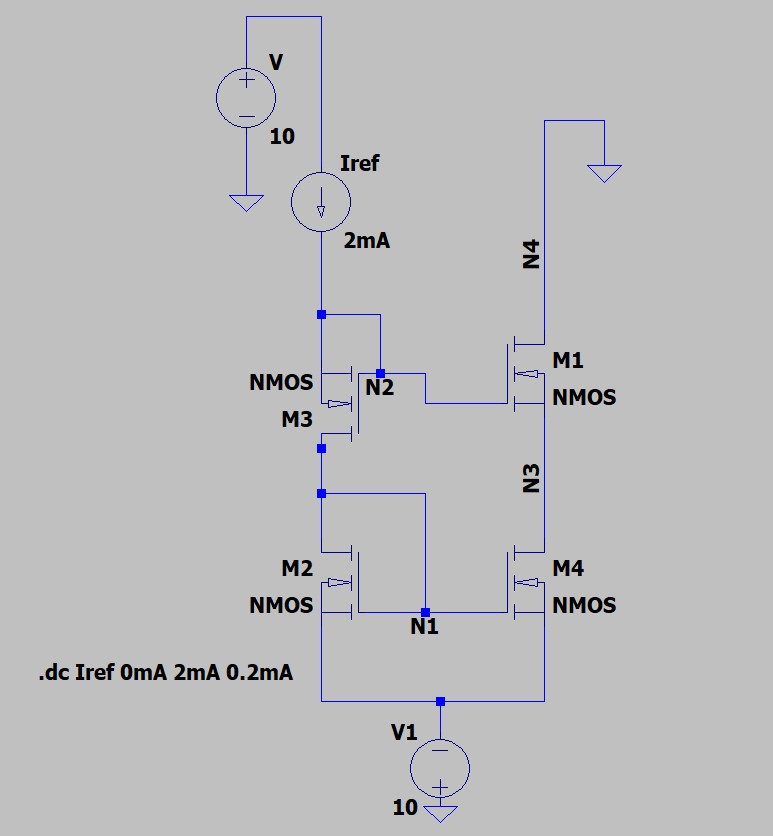 V
10
Iref
2mA
N4
NMOS
M3
N2
M1
NMOS
N3
M2
NMOS
N1
M4
NMOS
.dc Iref 0mA 2mA 0.2mA
V1
10